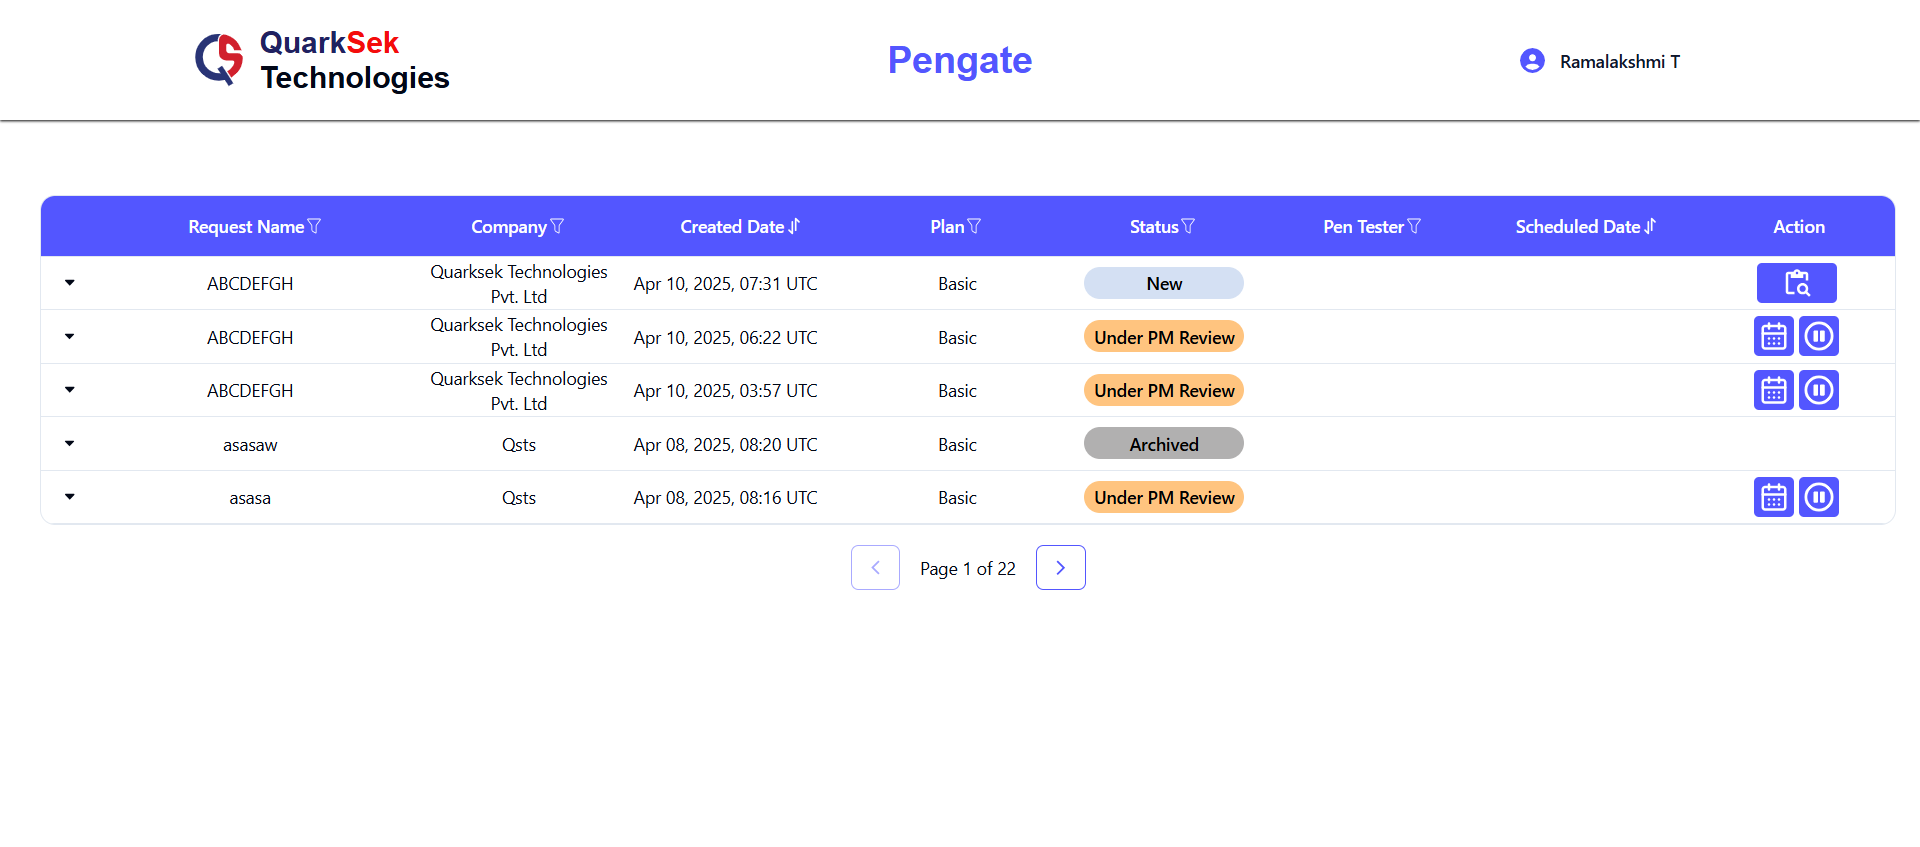 QuarkSek
Technologies
Pengate
Ramalakshmi T
Request Name Company Created Date Plan Status Pen Tester Scheduled Date Action
ABCDEFGH Quarksek Technologies Pvt. Ltd Apr 10, 2025, 07:31 UTC Basic New
ABCDEFGH Quarksek Technologies Pvt. Ltd Apr 10, 2025, 06:22 UTC Basic Under PM Review
ABCDEFGH Quarksek Technologies Pvt. Ltd Apr 10, 2025, 03:57 UTC Basic Under PM Review
asasaw Qsts Apr 08, 2025, 08:20 UTC Basic Archived
asasa Qsts Apr 08, 2025, 08:16 UTC Basic Under PM Review
Page 1 of 22